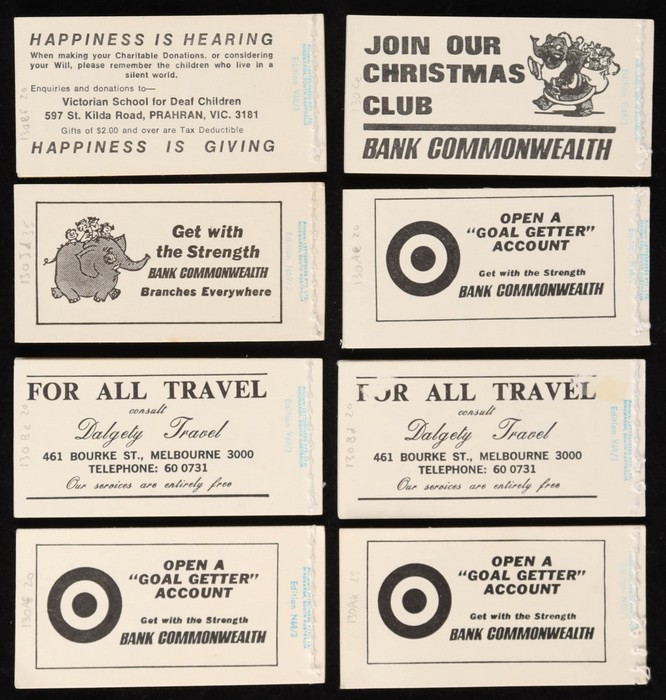 HAPPINESS IS HEARING
When making your Charitable Donations, or considering
your Will, please remember the children who live in a
silent world.
Enquiries and donations to—
Victorian School for Deaf Children
597 St. Kilda Road, PRAHRAN, VIC. 3181
Gifts of $2.00 and over are Tax Deductible
HAPPINESS IS GIVING
JOIN OUR
CHRISTMAS
CLUB
BANK COMMONWEALTH
Get with
the Strength
BANK COMMONWEALTH
Branches Everywhere
OPEN A
"GOAL GETTER"
ACCOUNT
Get with the Strength
BANK COMMONWEALTH
FOR ALL TRAVEL
consult
Dalgety Travel
461 BOURKE ST., MELBOURNE 3000
TELEPHONE: 60 0731
Our services are entirely free
FOR ALL TRAVEL
consult
Dalgety Travel
461 BOURKE ST., MELBOURNE 3000
TELEPHONE: 60 0731
Our services are entirely free
OPEN A
"GOAL GETTER"
ACCOUNT
Get with the Strength
BANK COMMONWEALTH
Edition N68/3
OPEN A
"GOAL GETTER"
ACCOUNT
Get with the Strength
BANK COMMONWEALTH